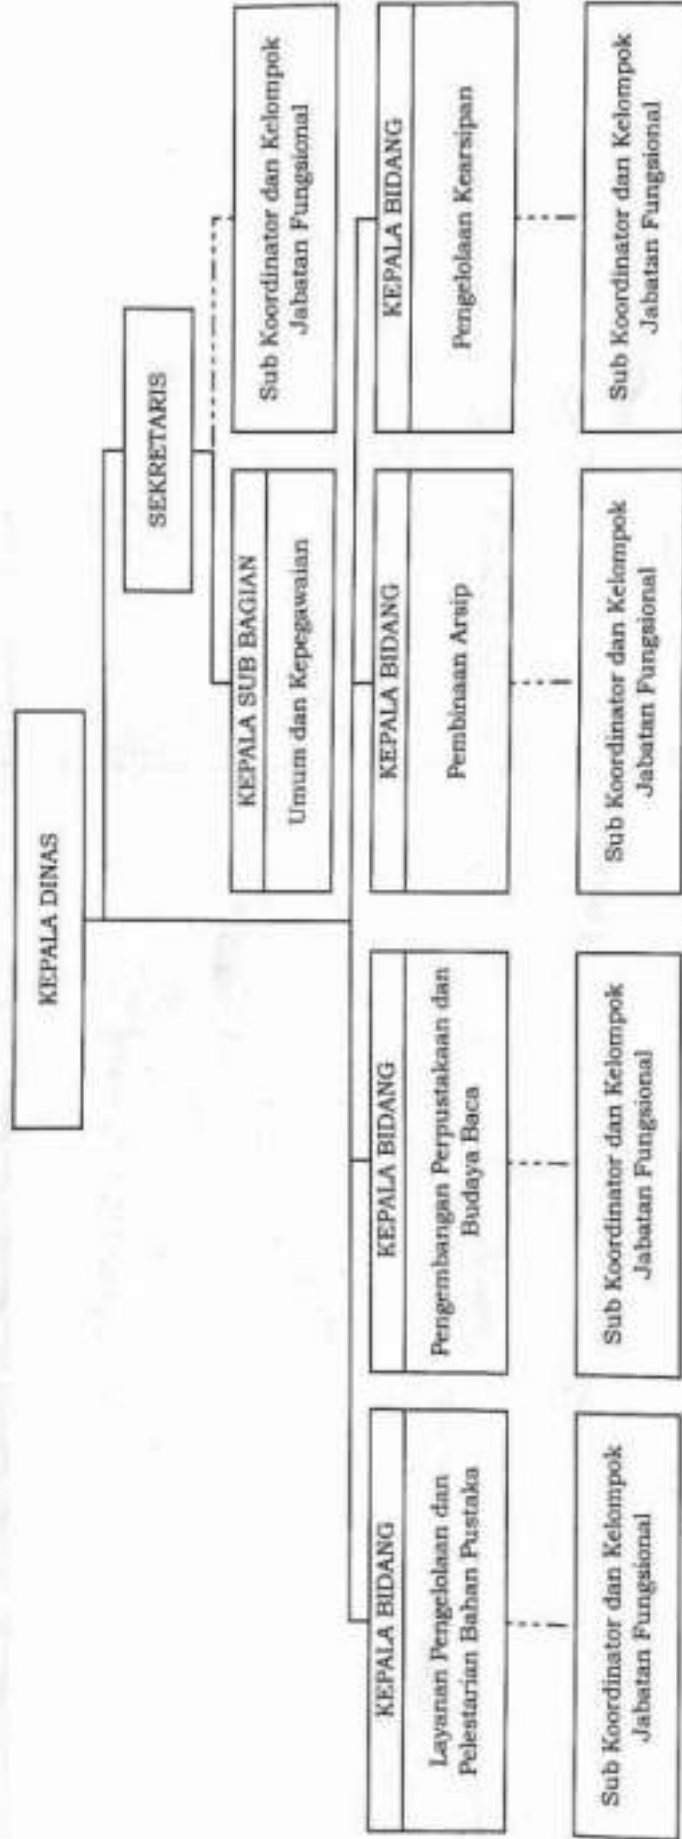 KEPALA DINAS
SEKRETARIS
KEPALA SUB BAGIAN
Umum dan Kepegawaian
Sub Koordinator dan Kelompok
Jabatan Fungsional
KEPALA BIDANG
Layanan Pengelolaan dan
Pelestarian Bahan Pustaka
KEPALA BIDANG
Pengembangan Perpustakaan dan
Budaya Baca
KEPALA BIDANG
Pembinaan Arsip
KEPALA BIDANG
Pengelolaan Kearsipan
Sub Koordinator dan Kelompok
Jabatan Fungsional
Sub Koordinator dan Kelompok
Jabatan Fungsional
Sub Koordinator dan Kelompok
Jabatan Fungsional
Sub Koordinator dan Kelompok
Jabatan Fungsional